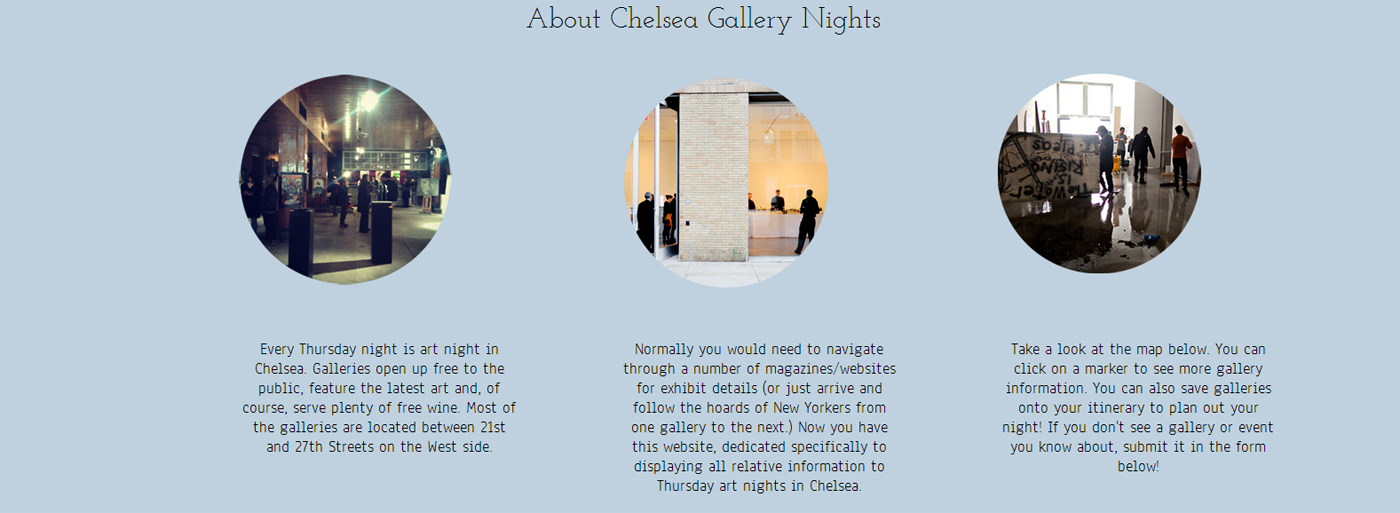 About Chelsea Gallery Nights
Every Thursday night is art night in
Chelsea. Galleries open up free to the
public, feature the latest art and, of
course, serve plenty of free wine. Most of
the galleries are located between 21st
and 27th Streets on the West side.
Normally you would need to navigate
through a number of magazines/websites
for exhibit details (or just arrive and
follow the hoards of New Yorkers from
one gallery to the next.) Now you have
this website, dedicated specifically to
displaying all relative information to
Thursday art nights in Chelsea.
Take a look at the map below. You can
click on a marker to see more gallery
information. You can also save galleries
onto your itinerary to plan out your
night! If you don't see a gallery or event
you know about, submit it in the form
below!